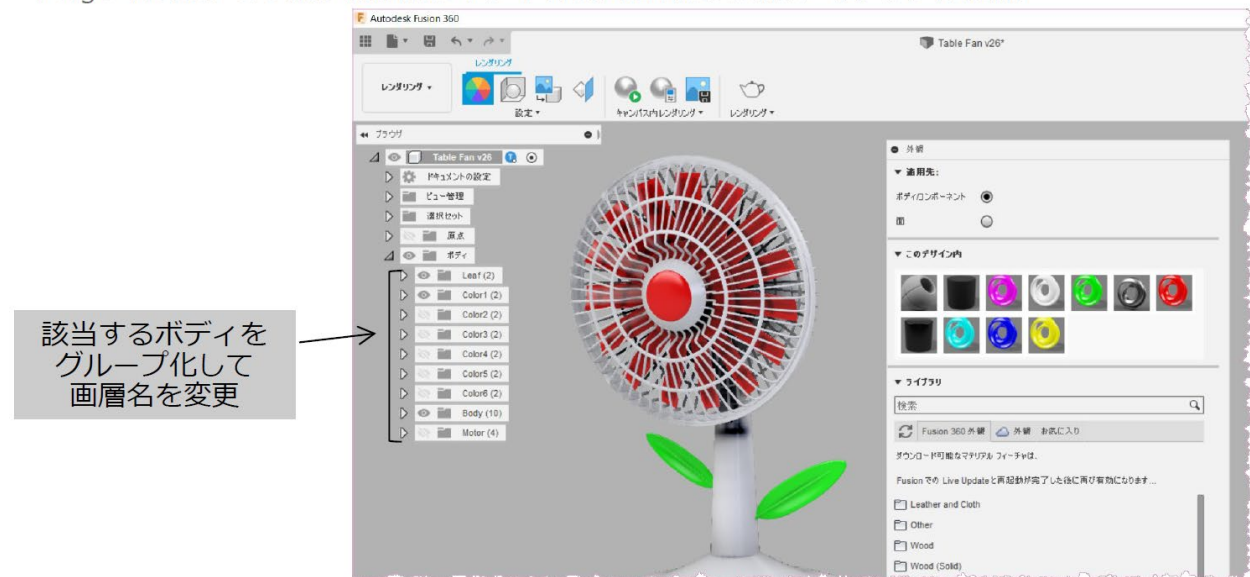 Autodesk Fusion 360
Table Fan v26*
レンダリング
レンダリング
設定
キャンバス内レンダリング
レンダリング
ブラウザ
Table Fan v26
ドキュメントの設定
ビュー管理
選択セット
原点
ボディ
Leaf (2)
Color1 (2)
Color2 (2)
Color3 (2)
Color4 (2)
Color5 (2)
Color6 (2)
Body (10)
Motor (4)
該当するボディを
グループ化して
画層名を変更
外観
適用先:
ボディ/コンポーネント
面
このデザイン内
ライブラリ
検索
Fusion 360 外観 外観 お気に入り
ダウンロード可能なマテリアル フィーチャは、
Fusion での Live Updateと再起動が完了した後に再び有効になります...
Leather and Cloth
Other
Wood
Wood (Solid)